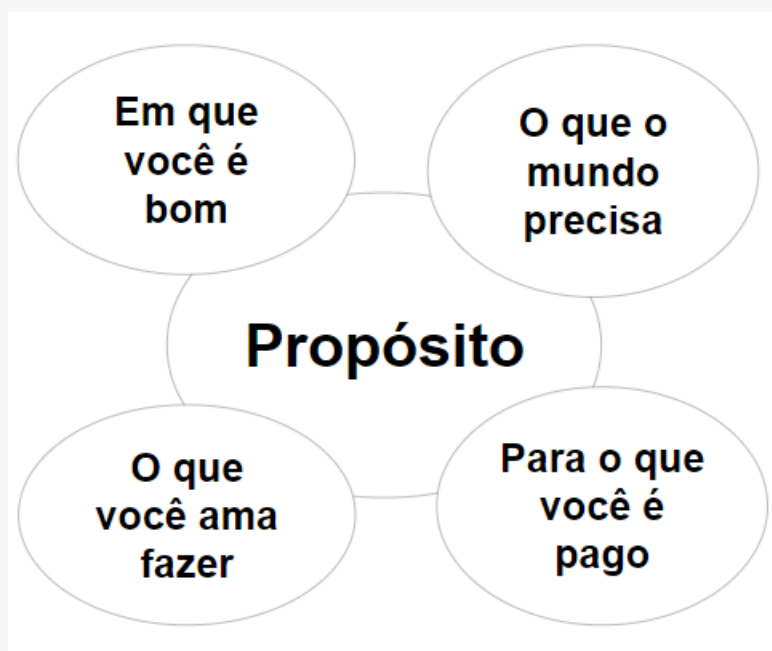 Em que
você é
bom
O que o
mundo
precisa
Propósito
O que
você ama
fazer
Para o que
você é
pago